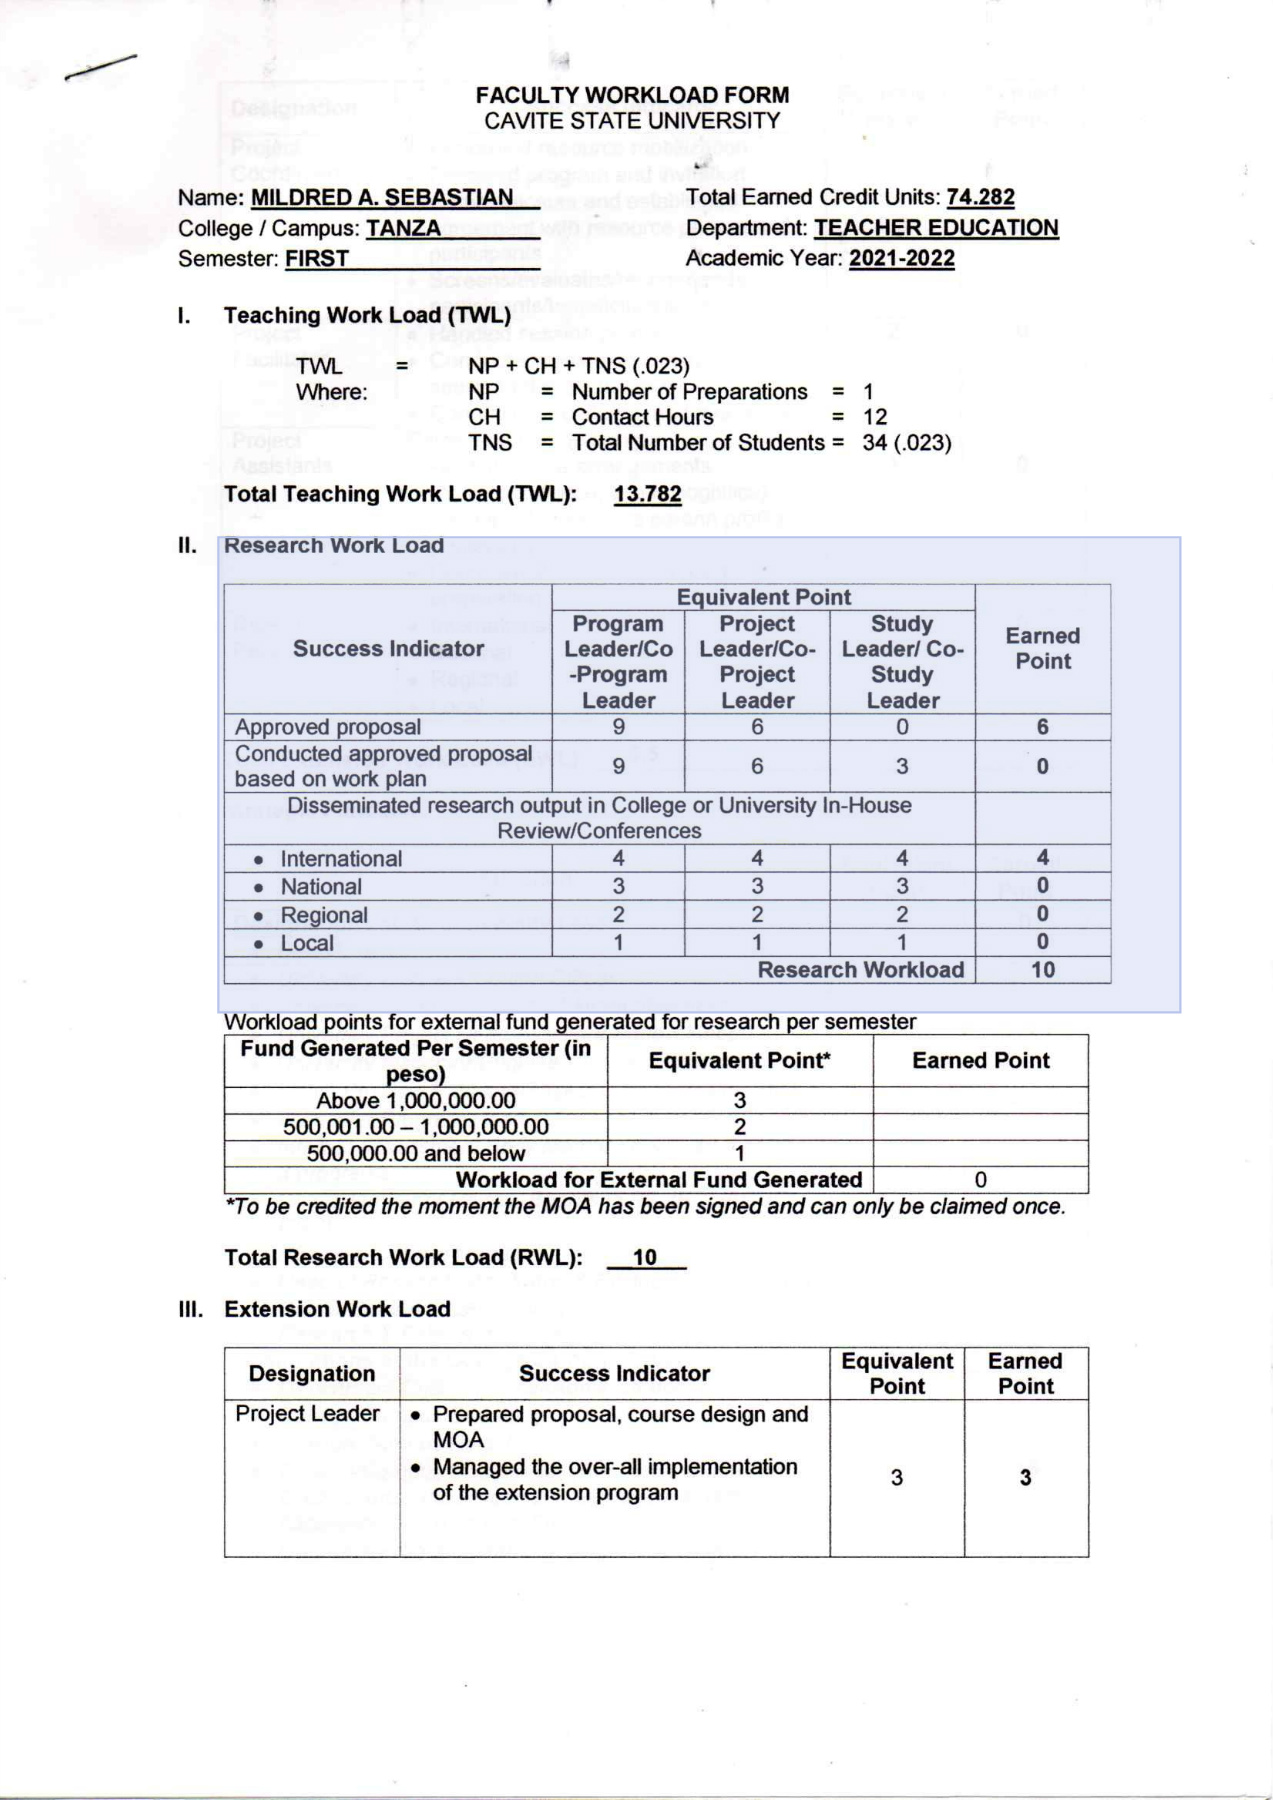 FACULTY WORKLOAD FORM
CAVITE STATE UNIVERSITY
Name: MILDRED A. SEBASTIAN Total Earned Credit Units: 74.282
College / Campus: TANZA Department: TEACHER EDUCATION
Semester: FIRST Academic Year: 2021-2022
I. Teaching Work Load (TWL)
TWL = NP + CH + TNS (.023)
Where: NP = Number of Preparations = 1
CH = Contact Hours = 12
TNS = Total Number of Students = 34 (.023)
Total Teaching Work Load (TWL): 13.782
II. Research Work Load
Success Indicator
Equivalent Point
Program
Leader/Co
-Program
Leader
Project
Leader/Co-
Project
Leader
Study
Leader/ Co-
Study
Leader
Earned
Point
Approved proposal 9 6 0 6
Conducted approved proposal
based on work plan 9 6 3 0
Disseminated research output in College or University In-House
Review/Conferences
• International 4 4 4 4
• National 3 3 3 0
• Regional 2 2 2 0
• Local 1 1 1 0
Research Workload 10
Workload points for external fund generated for research per semester
Fund Generated Per Semester (in
peso)
Equivalent Point*
Earned Point
Above 1,000,000.00 3
500,001.00 – 1,000,000.00 2
500,000.00 and below 1
Workload for External Fund Generated 0
*To be credited the moment the MOA has been signed and can only be claimed once.
Total Research Work Load (RWL): 10
III. Extension Work Load
Designation
Success Indicator
Equivalent
Point
Earned
Point
Project Leader
• Prepared proposal, course design and
MOA
• Managed the over-all implementation
of the extension program
3
3